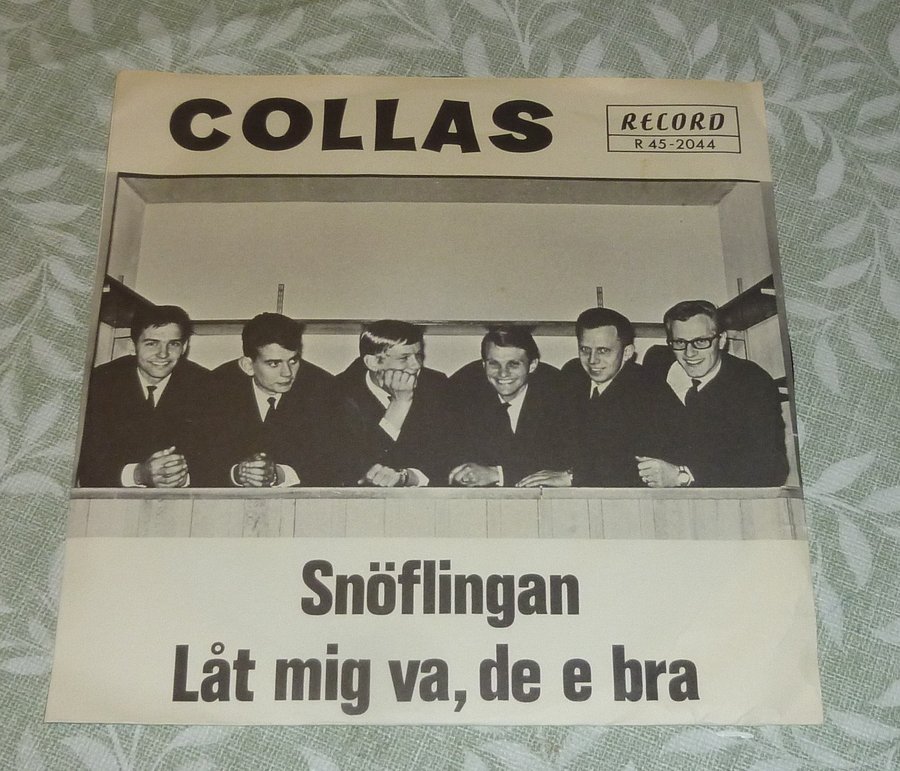 COLLAS
RECORD
R 45-2044
Snöflingan
Låt mig va, de e bra